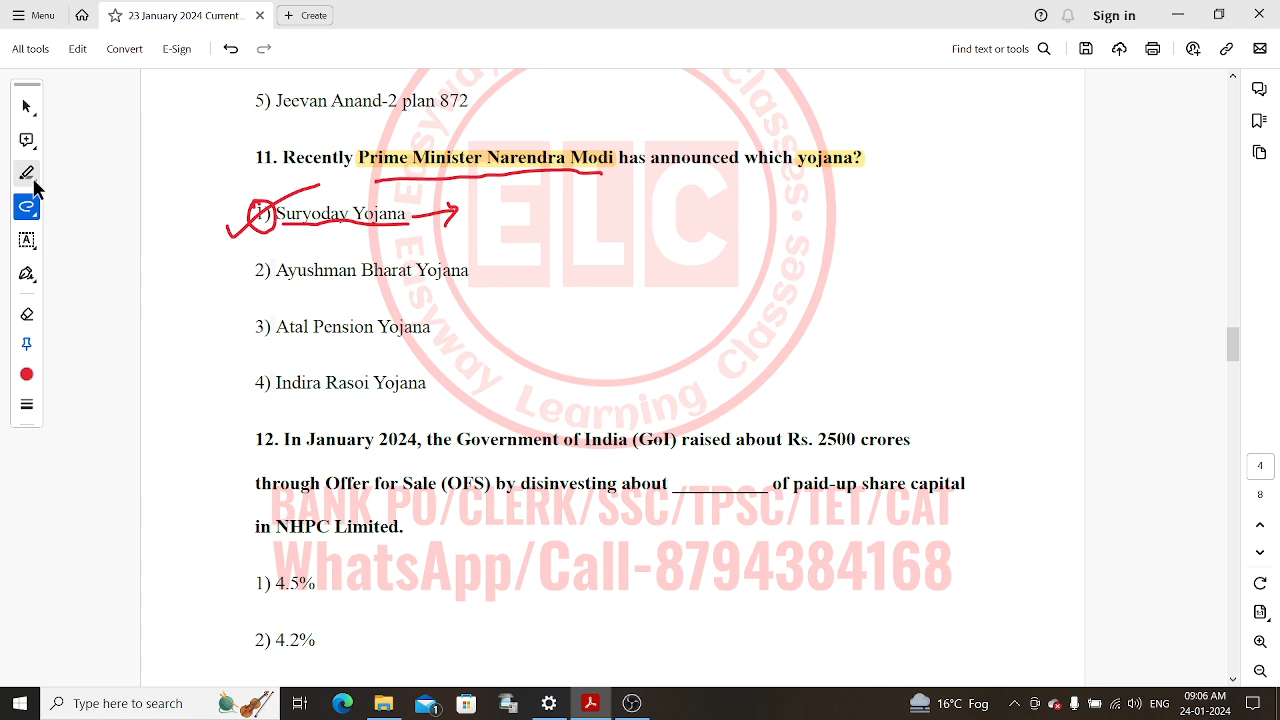 Menu
23 January 2024 Current...
Create
Sign in
All tools
Edit
Convert
E-Sign
Find text or tools
5) Jeevan Anand-2 plan 872
11. Recently Prime Minister Narendra Modi has announced which yojana?
1) Suryoday Yojana
2) Ayushman Bharat Yojana
3) Atal Pension Yojana
4) Indira Rasoi Yojana
12. In January 2024, the Government of India (GoI) raised about Rs. 2500 crores
through Offer for Sale (OFS) by disinvesting about __________ of paid-up share capital
in NHPC Limited.
1) 4.5%
2) 4.2%
ELC
Easyway Learning Classes
BANK PO/CLERK/SSC/TPSC/TET/CAT
WhatsApp/Call-8794384168
4
8
Type here to search
1
16°C Fog
ENG
09:06 AM
24-01-2024